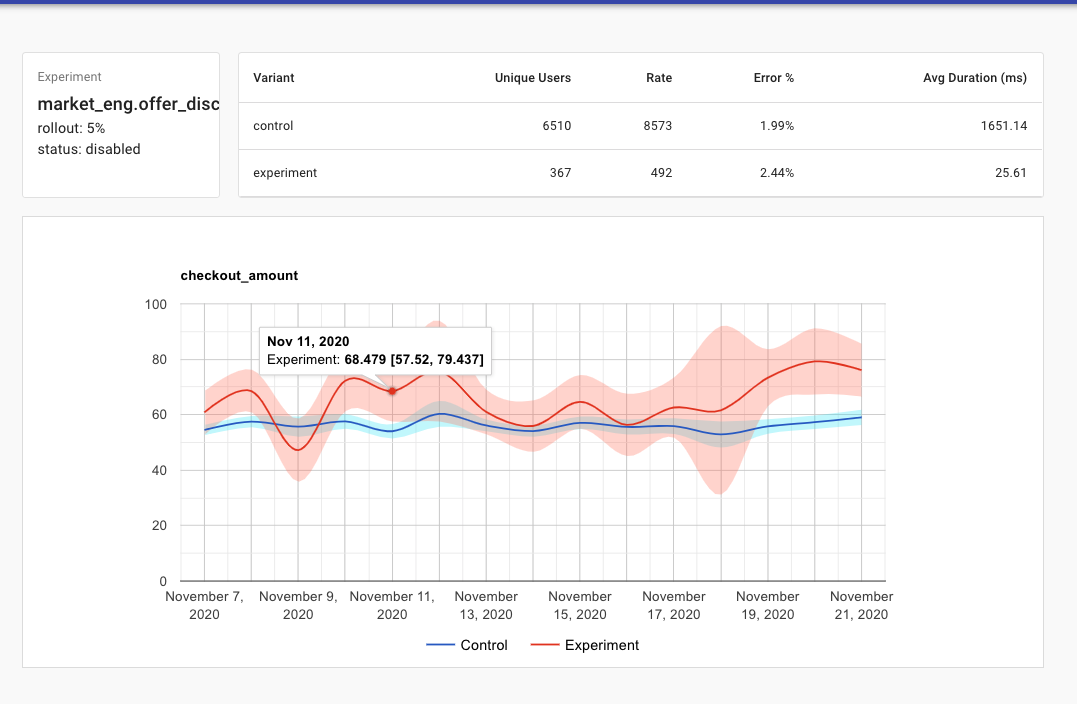 Experiment
market_eng.offer_disc
rollout: 5%
status: disabled
Variant Unique Users Rate Error % Avg Duration (ms)
control 6510 8573 1.99% 1651.14
experiment 367 492 2.44% 25.61
checkout_amount
100
80
60
40
20
0
Nov 11, 2020
Experiment: 68.479 [57.52, 79.437]
November 7, November 9, November 11, November November November November November
2020 2020 2020 13, 2020 15, 2020 17, 2020 19, 2020 21, 2020
Control Experiment